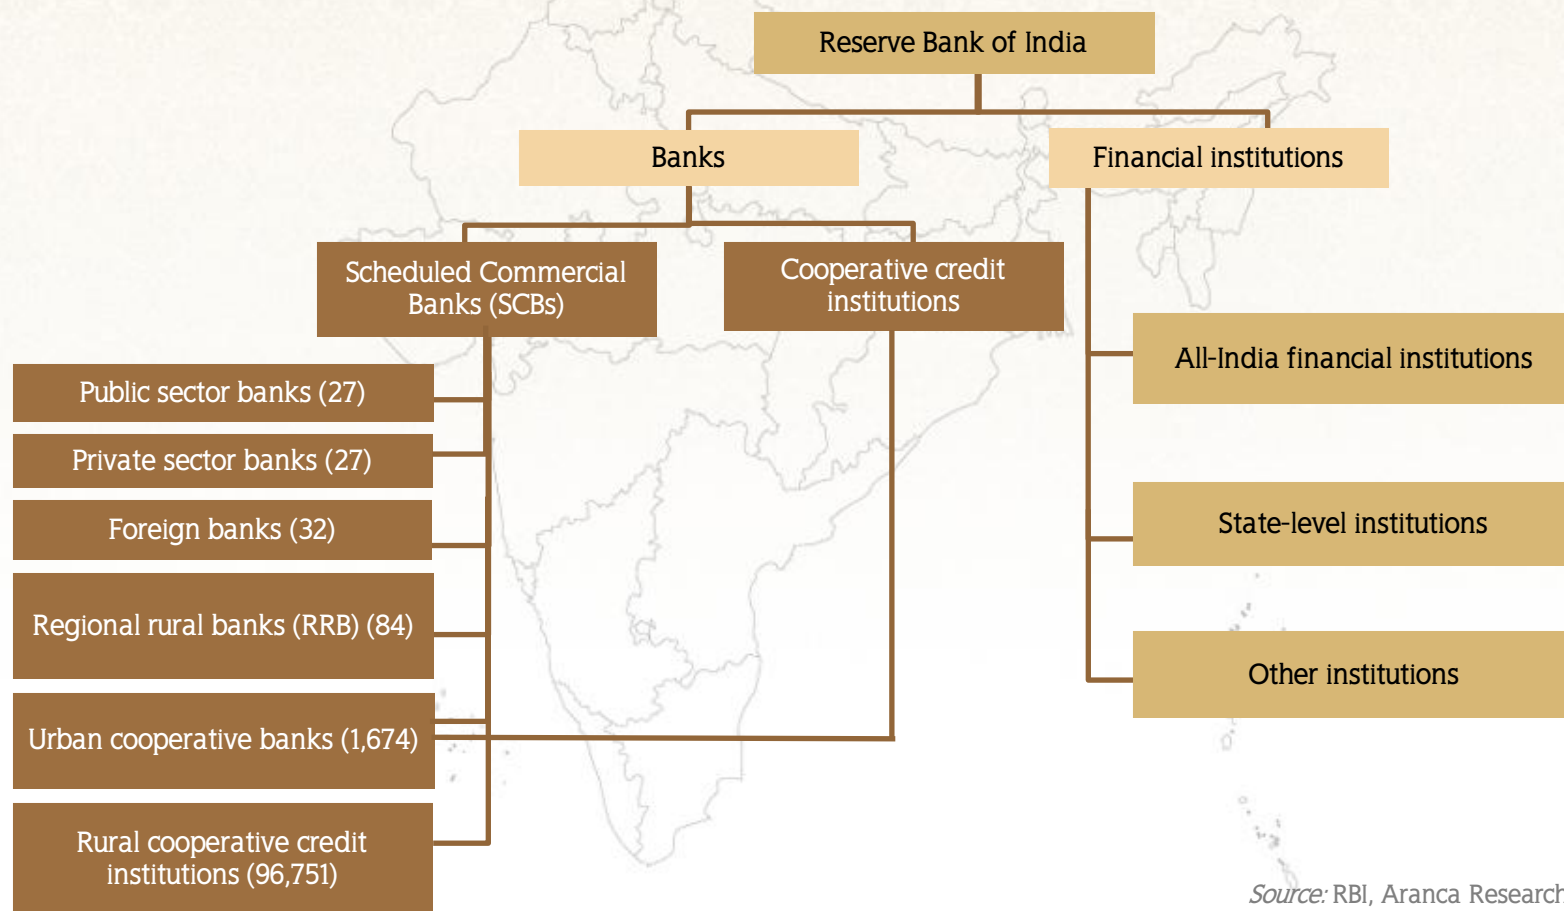 Reserve Bank of India
Banks
Financial institutions
Scheduled Commercial
Banks (SCBs)
Cooperative credit
institutions
All-India financial institutions
State-level institutions
Other institutions
Public sector banks (27)
Private sector banks (27)
Foreign banks (32)
Regional rural banks (RRB) (84)
Urban cooperative banks (1,674)
Rural cooperative credit
institutions (96,751)
Source: RBI, Aranca Research